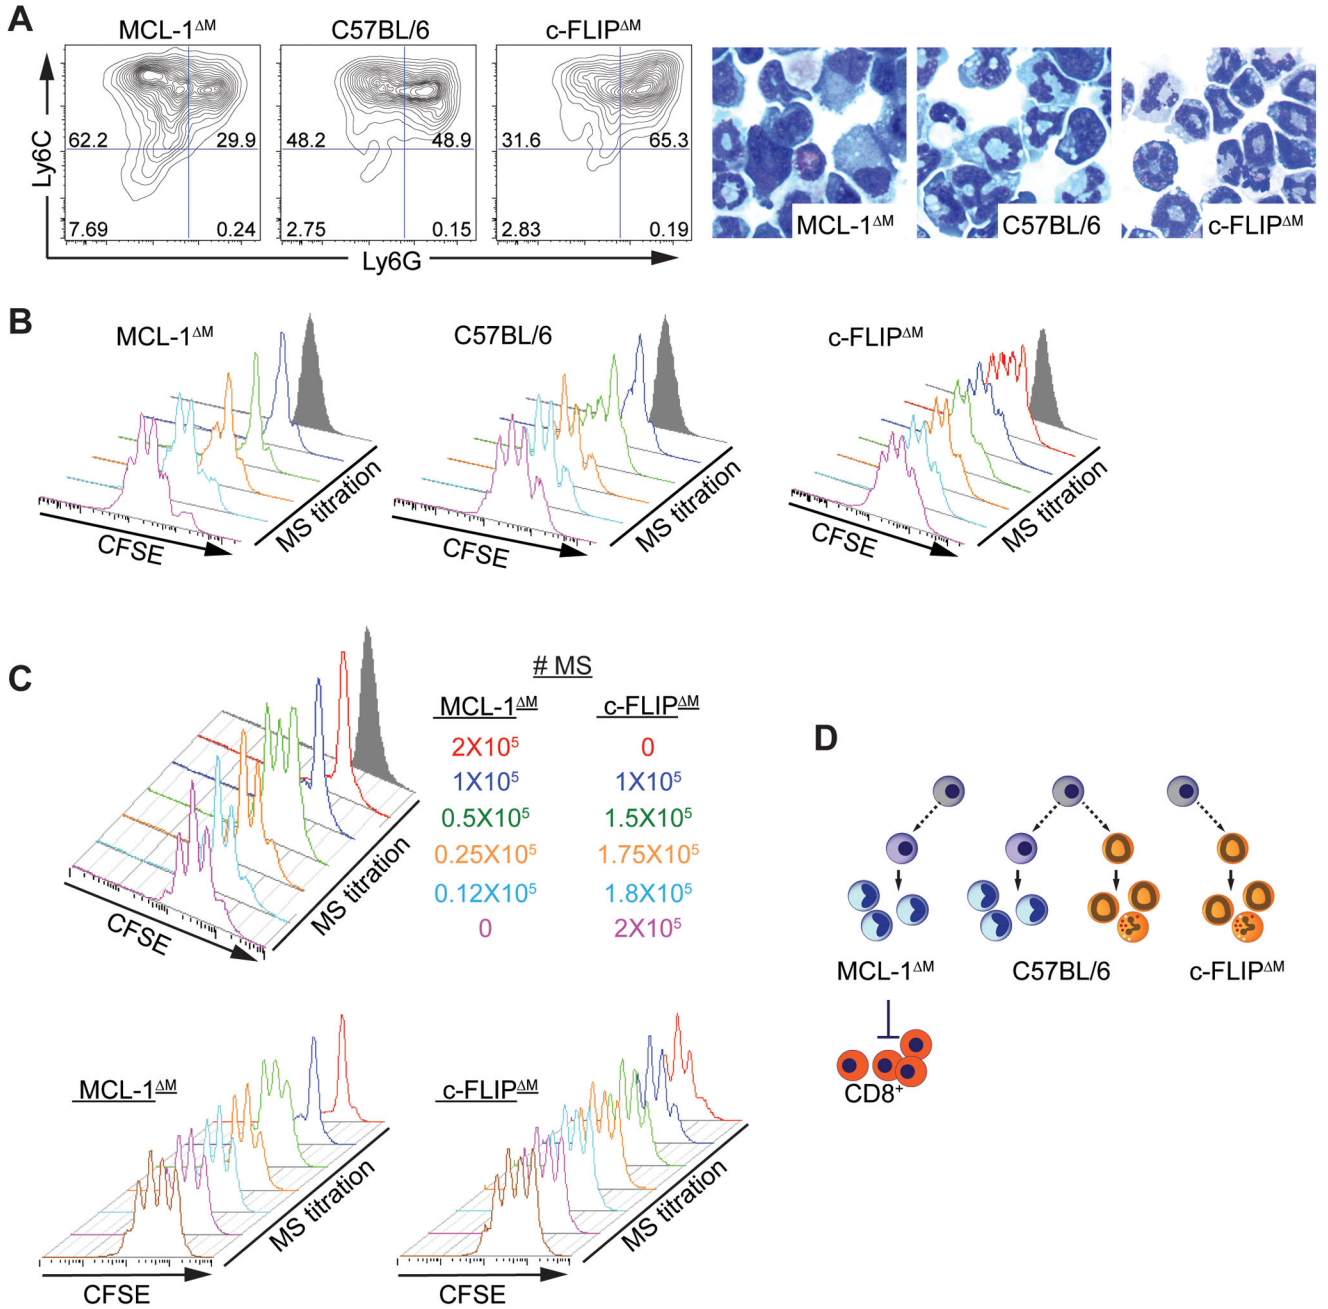 A
MCL-1ΔM
C57BL/6
c-FLIPΔM
62.2
29.9
48.2
48.9
31.6
65.3
7.69
0.24
2.75
0.15
2.83
0.19
Ly6C
Ly6G
MCL-1ΔM
C57BL/6
c-FLIPΔM
B
MCL-1ΔM
C57BL/6
c-FLIPΔM
CFSE
MS titration
CFSE
MS titration
CFSE
MS titration
C
CFSE
MS titration
# MS
MCL-1ΔM
c-FLIPΔM
2X10⁵
0
1X10⁵
1X10⁵
0.5X10⁵
1.5X10⁵
0.25X10⁵
1.75X10⁵
0.12X10⁵
1.8X10⁵
0
2X10⁵
MCL-1ΔM
CFSE
MS titration
c-FLIPΔM
CFSE
MS titration
D
MCL-1ΔM
C57BL/6
c-FLIPΔM
CD8⁺